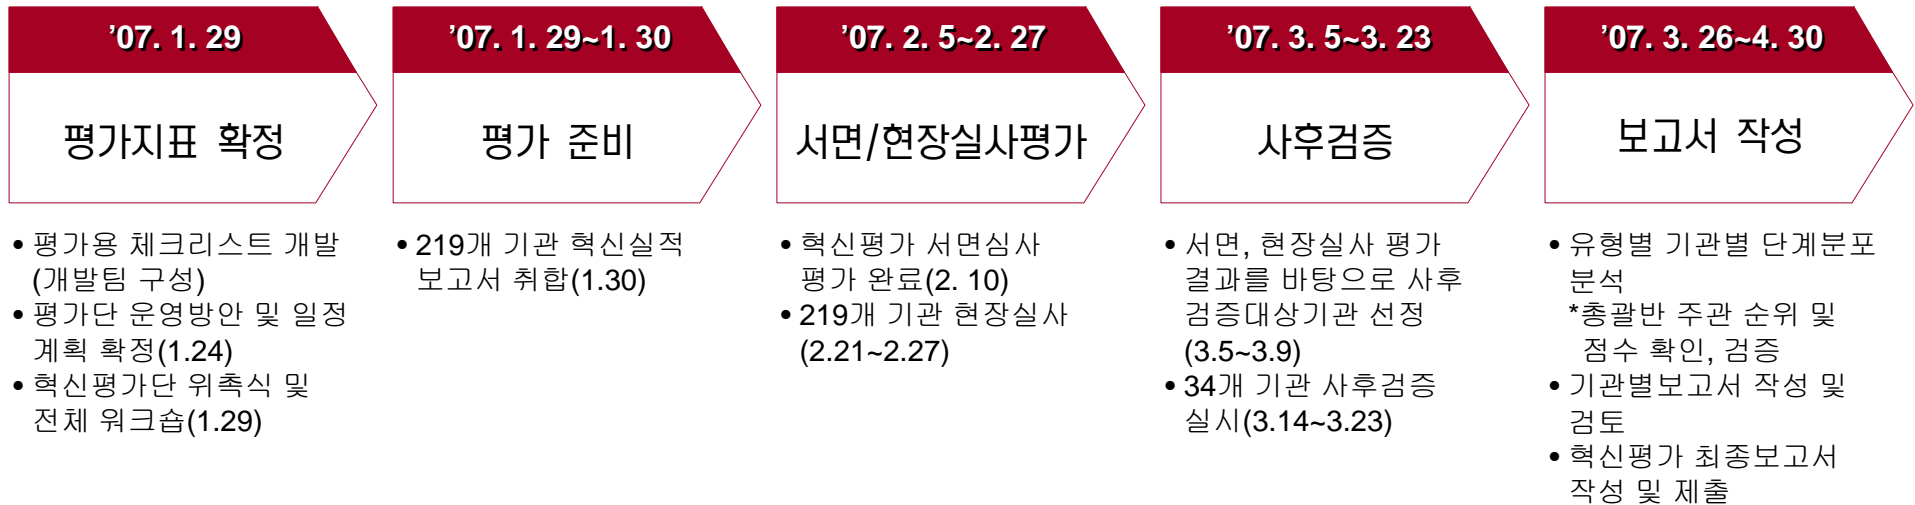 ’07. 1. 29
평가지표 확정
• 평가용 체크리스트 개발
(개발팀 구성)
• 평가단 운영방안 및 일정
계획 확정(1.24)
• 혁신평가단 위촉식 및
전체 워크숍(1.29)
’07. 1. 29~1. 30
평가 준비
• 219개 기관 혁신실적
보고서 취합(1.30)
’07. 2. 5~2. 27
서면/현장실사평가
• 혁신평가 서면심사
평가 완료(2. 10)
• 219개 기관 현장실사
(2.21~2.27)
’07. 3. 5~3. 23
사후검증
• 서면, 현장실사 평가
결과를 바탕으로 사후
검증대상기관 선정
(3.5~3.9)
• 34개 기관 사후검증
실시(3.14~3.23)
’07. 3. 26~4. 30
보고서 작성
• 유형별 기관별 단계분포
분석
*총괄반 주관 순위 및
점수 확인, 검증
• 기관별보고서 작성 및
검토
• 혁신평가 최종보고서
작성 및 제출